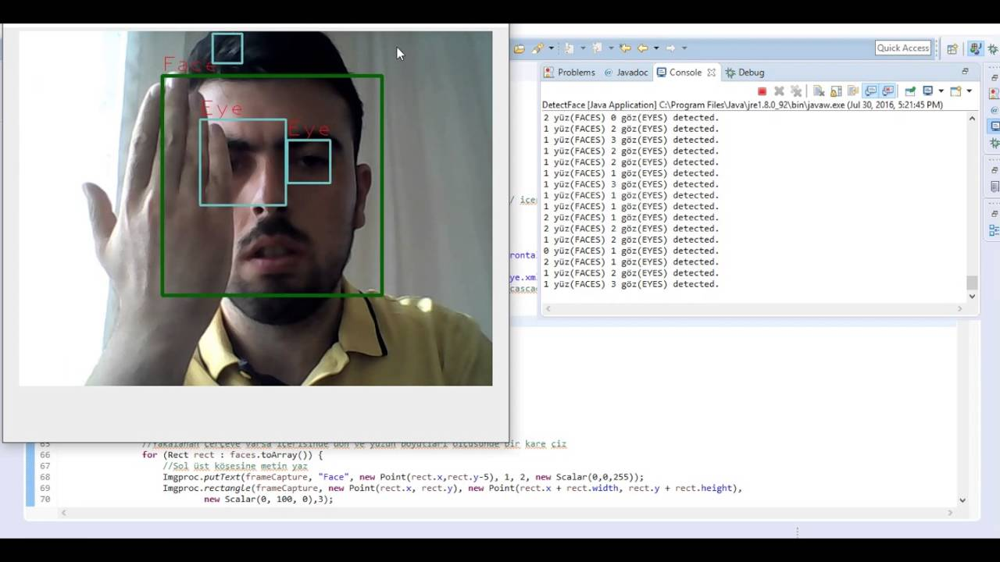 Face
Eye
Eye
Quick Access
Problems
Javadoc
Console
Debug
DetectFace [Java Application] C:\Program Files\Java\jre1.8.0_92\bin\javaw.exe (Jul 30, 2016, 5:21:45 PM)
2 yüz(FACES) 0 göz(EYES) detected.
1 yüz(FACES) 2 göz(EYES) detected.
1 yüz(FACES) 3 göz(EYES) detected.
1 yüz(FACES) 2 göz(EYES) detected.
1 yüz(FACES) 2 göz(EYES) detected.
1 yüz(FACES) 1 göz(EYES) detected.
1 yüz(FACES) 3 göz(EYES) detected.
1 yüz(FACES) 1 göz(EYES) detected.
1 yüz(FACES) 1 göz(EYES) detected.
2 yüz(FACES) 1 göz(EYES) detected.
2 yüz(FACES) 2 göz(EYES) detected.
1 yüz(FACES) 2 göz(EYES) detected.
0 yüz(FACES) 1 göz(EYES) detected.
2 yüz(FACES) 1 göz(EYES) detected.
1 yüz(FACES) 2 göz(EYES) detected.
1 yüz(FACES) 3 göz(EYES) detected.
/ içer
rontal
ye.xml
cascad
65 //Yakalanan çerçeve varsa içerisinde dön ve yüzün boyutları ölçüsünde bir kare çiz
66 for (Rect rect : faces.toArray()) {
67 //Sol üst köşesine metin yaz
68 Imgproc.putText(frameCapture, "Face", new Point(rect.x,rect.y-5), 1, 2, new Scalar(0,0,255));
69 Imgproc.rectangle(frameCapture, new Point(rect.x, rect.y), new Point(rect.x + rect.width, rect.y + rect.height),
70 new Scalar(0, 100, 0),3);